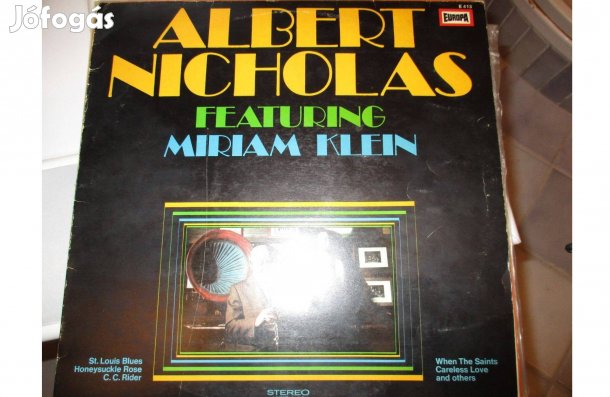 Jófogás
E 413
EUROPA
ALBERT
NICHOLAS
FEATURING
MIRIAM KLEIN
St. Louis Blues
Honeysuckle Rose
C. C. Rider
When The Saints
Careless Love
and others
STEREO